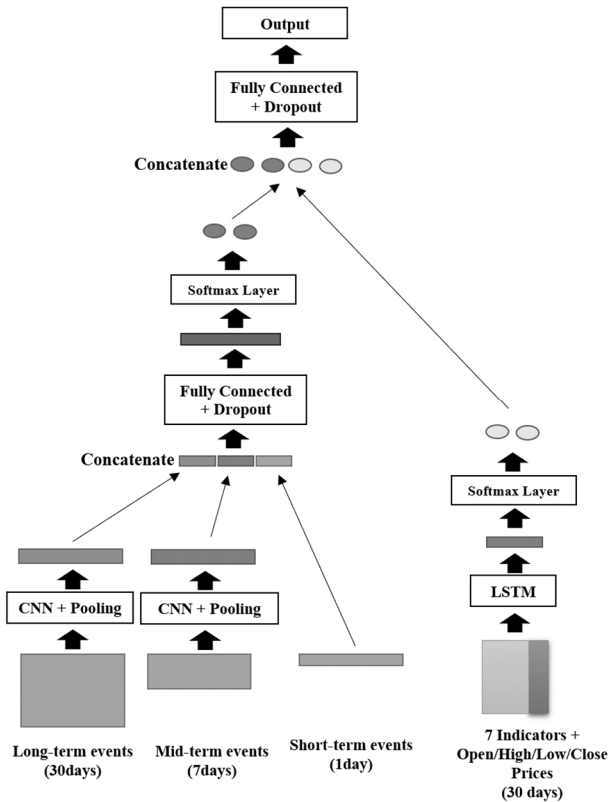 Output
Fully Connected
+ Dropout
Concatenate
Softmax Layer
Fully Connected
+ Dropout
Concatenate
Softmax Layer
CNN + Pooling
CNN + Pooling
LSTM
Long-term events
(30days)
Mid-term events
(7days)
Short-term events
(1day)
7 Indicators +
Open/High/Low/Close
Prices
(30 days)